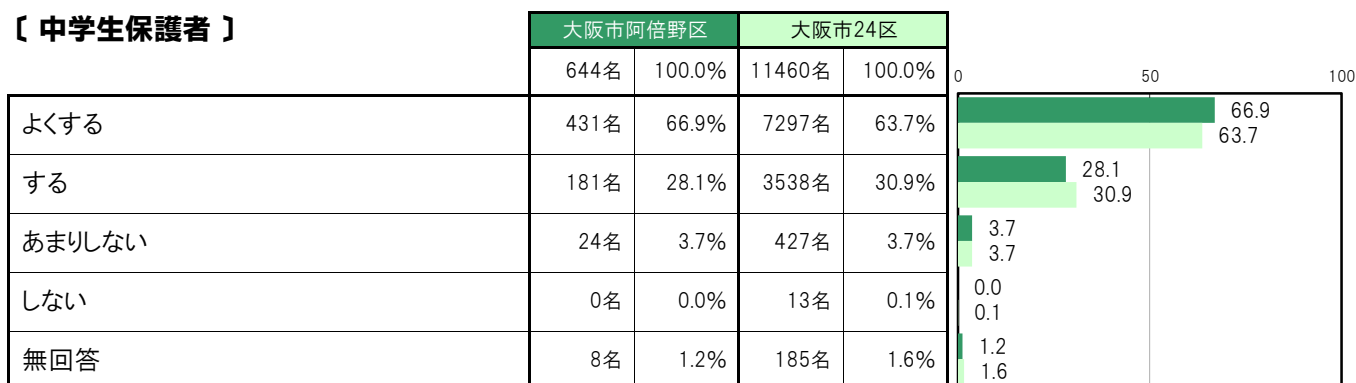 〔 中学生保護者 〕
大阪市阿倍野区 大阪市24区
644名 100.0% 11460名 100.0%
0 50 100
よくする 431名 66.9% 7297名 63.7%
66.9
63.7
する 181名 28.1% 3538名 30.9%
28.1
30.9
あまりしない 24名 3.7% 427名 3.7%
3.7
3.7
しない 0名 0.0% 13名 0.1%
0.0
0.1
無回答 8名 1.2% 185名 1.6%
1.2
1.6